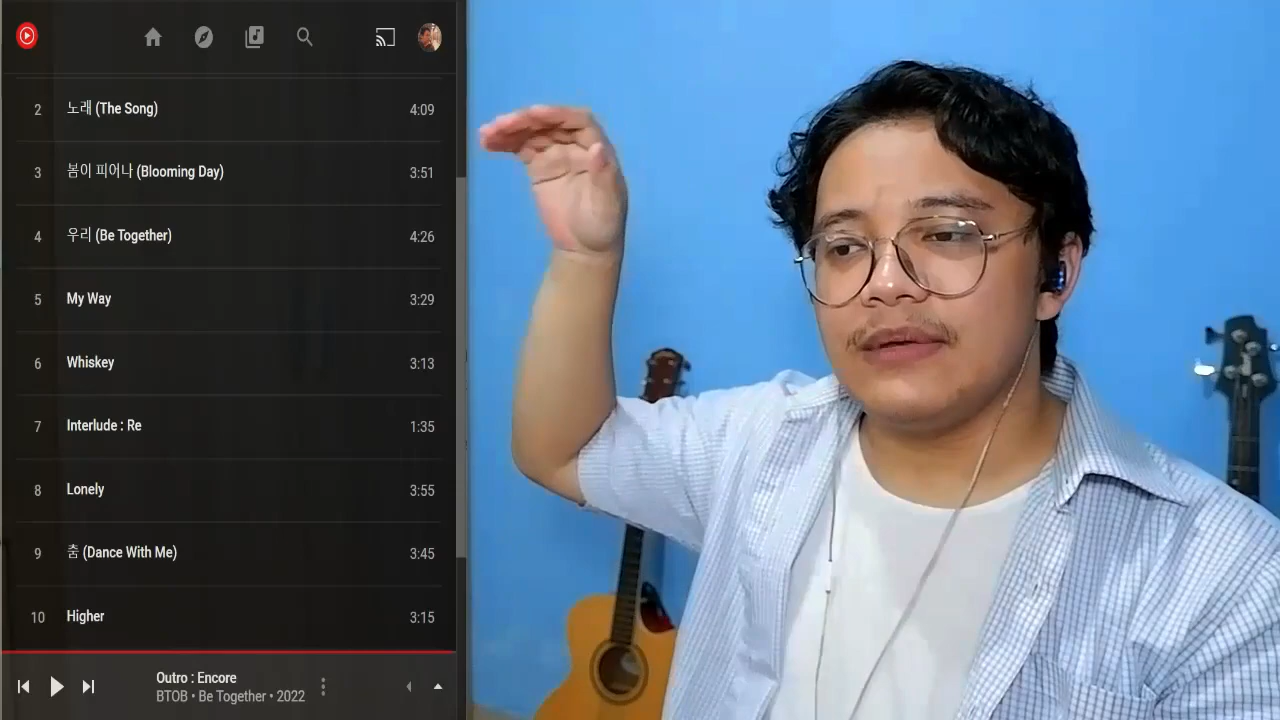 2 노래 (The Song) 4:09
3 봄이 피어나 (Blooming Day) 3:51
4 우리 (Be Together) 4:26
5 My Way 3:29
6 Whiskey 3:13
7 Interlude : Re 1:35
8 Lonely 3:55
9 춤 (Dance With Me) 3:45
10 Higher 3:15
Outro : Encore
BTOB • Be Together • 2022